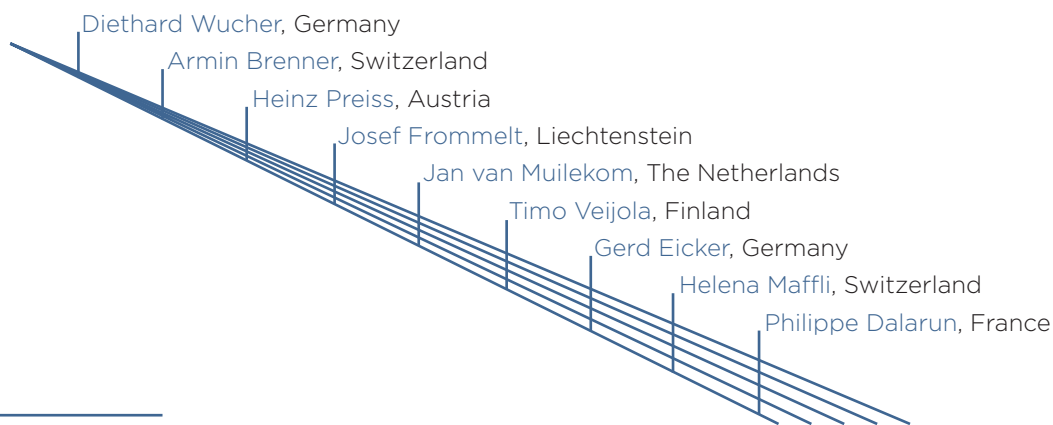 Diethard Wucher, Germany
Armin Brenner, Switzerland
Heinz Preiss, Austria
Josef Frommelt, Liechtenstein
Jan van Muilekom, The Netherlands
Timo Veijola, Finland
Gerd Eicker, Germany
Helena Maffli, Switzerland
Philippe Dalarun, France